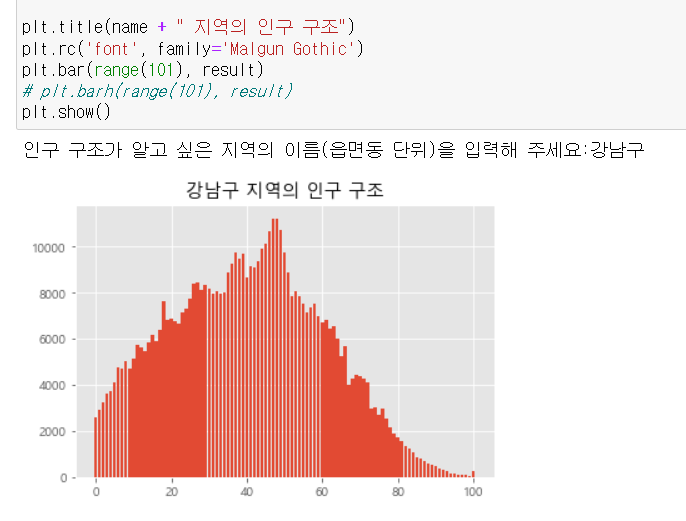 plt.title(name + " 지역의 인구 구조")
plt.rc('font', family='Malgun Gothic')
plt.bar(range(101), result)
# plt.barh(range(101), result)
plt.show()
인구 구조가 알고 싶은 지역의 이름(읍면동 단위)을 입력해 주세요:강남구
강남구 지역의 인구 구조
10000
8000
6000
4000
2000
0
0 20 40 60 80 100